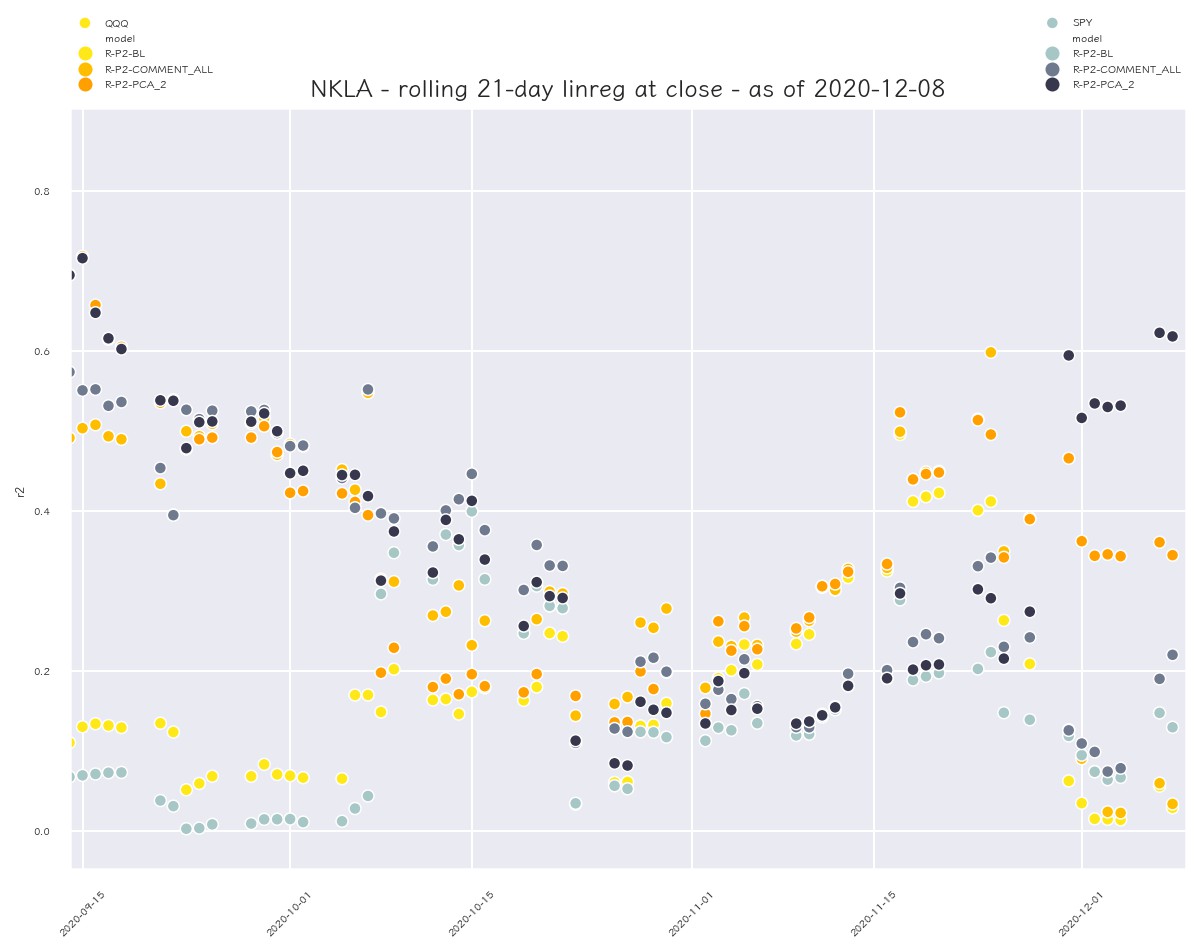 QQQ
model
R-P2-BL
R-P2-COMMENT_ALL
R-P2-PCA_2
SPY
model
R-P2-BL
R-P2-COMMENT_ALL
R-P2-PCA_2
NKLA - rolling 21-day linreg at close - as of 2020-12-08
r2
0.8
0.6
0.4
0.2
0.0
2020-09-15
2020-10-01
2020-10-15
2020-11-01
2020-11-15
2020-12-01